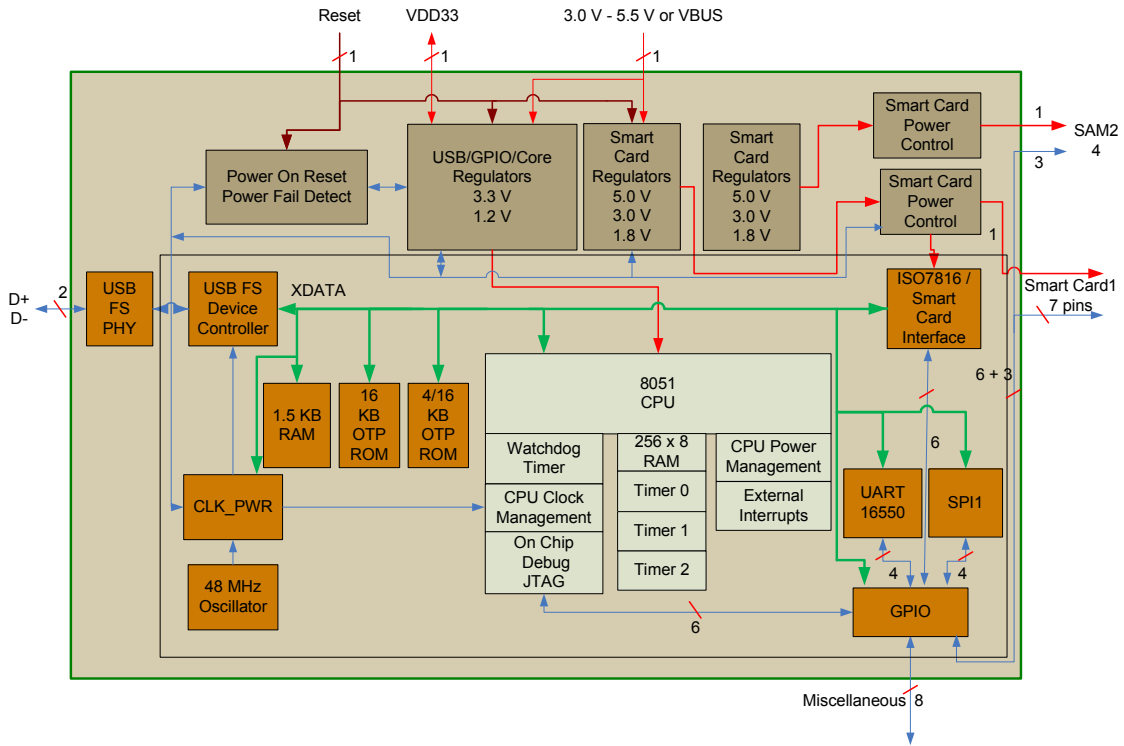 Reset
VDD33
3.0 V - 5.5 V or VBUS
1
1
1
Smart Card
Power
Control
1
SAM2
4
3
USB/GPIO/Core
Regulators
3.3 V
1.2 V
Smart
Card
Regulators
5.0 V
3.0 V
1.8 V
Smart
Card
Regulators
5.0 V
3.0 V
1.8 V
Power On Reset
Power Fail Detect
Smart Card
Power
Control
1
D+
D-
2
USB
FS
PHY
USB FS
Device
Controller
XDATA
ISO7816 /
Smart
Card
Interface
Smart Card1
7 pins
1.5 KB
RAM
16
KB
OTP
ROM
4/16
KB
OTP
ROM
8051
CPU
6 + 3
6
Watchdog
Timer
256 x 8
RAM
CPU Power
Management
CLK_PWR
CPU Clock
Management
Timer 0
External
Interrupts
UART
16550
SPI1
On Chip
Debug
JTAG
Timer 1
Timer 2
48 MHz
Oscillator
4
4
6
GPIO
Miscellaneous
8